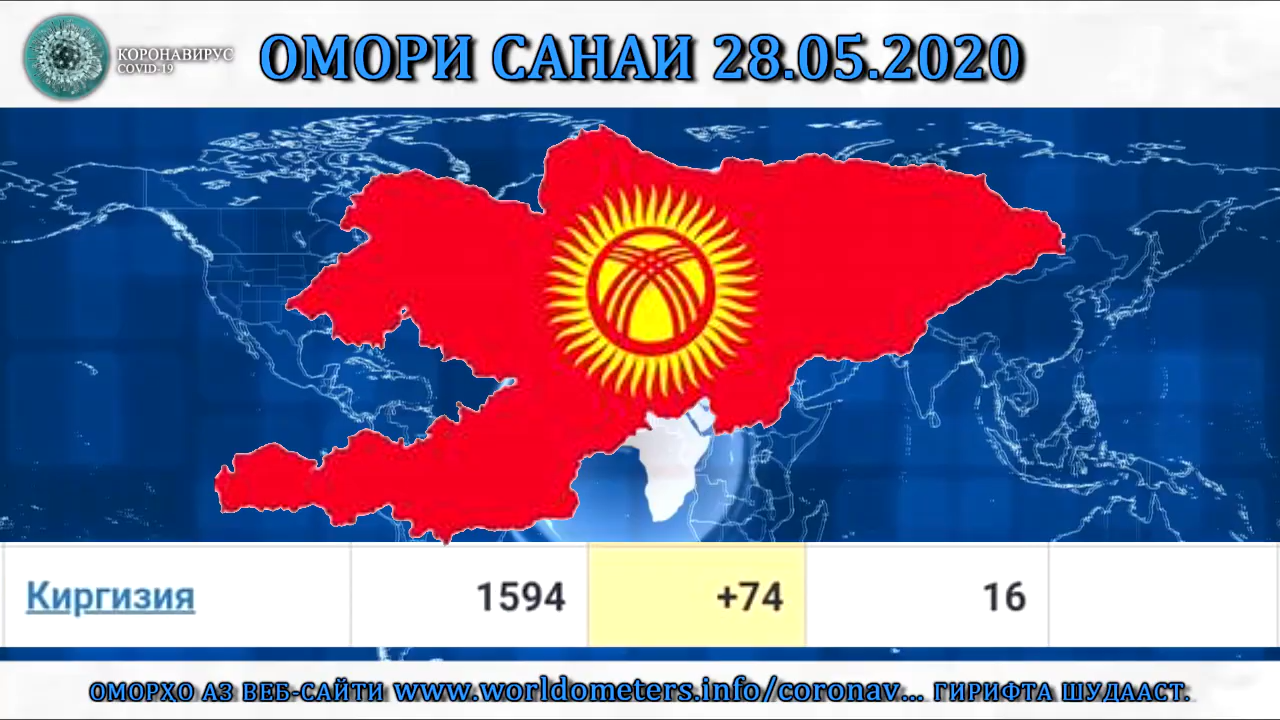 КОРОНАВИРУС
COVID-19
ОМОРИ САНАИ 28.05.2020
Киргизия 1594 +74 16
ОМОРҲО АЗ ВЕБ-САЙТИ www.worldometers.info/coronav... ГИРИФТА ШУДААСТ.